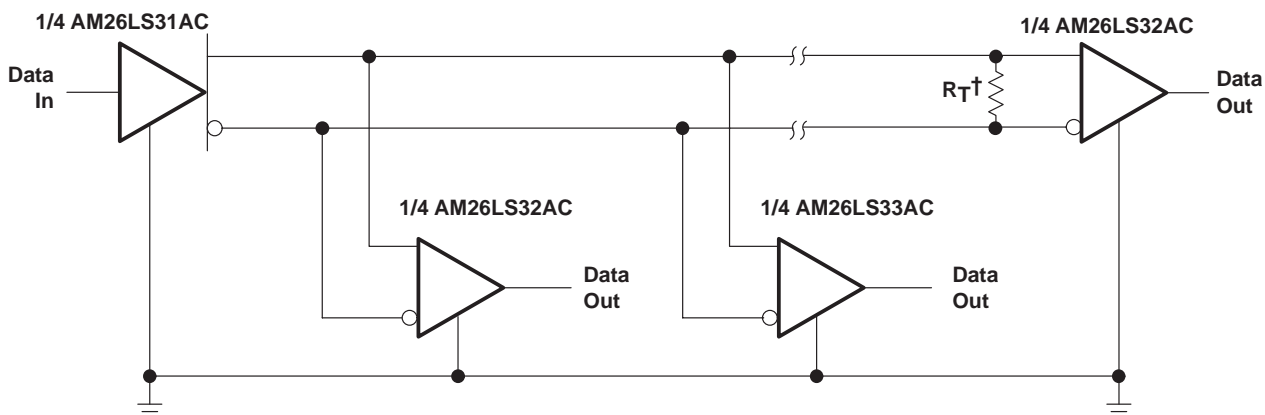 1/4 AM26LS31AC
1/4 AM26LS32AC
Data
In
RT†
Data
Out
1/4 AM26LS32AC
1/4 AM26LS33AC
Data
Out
Data
Out